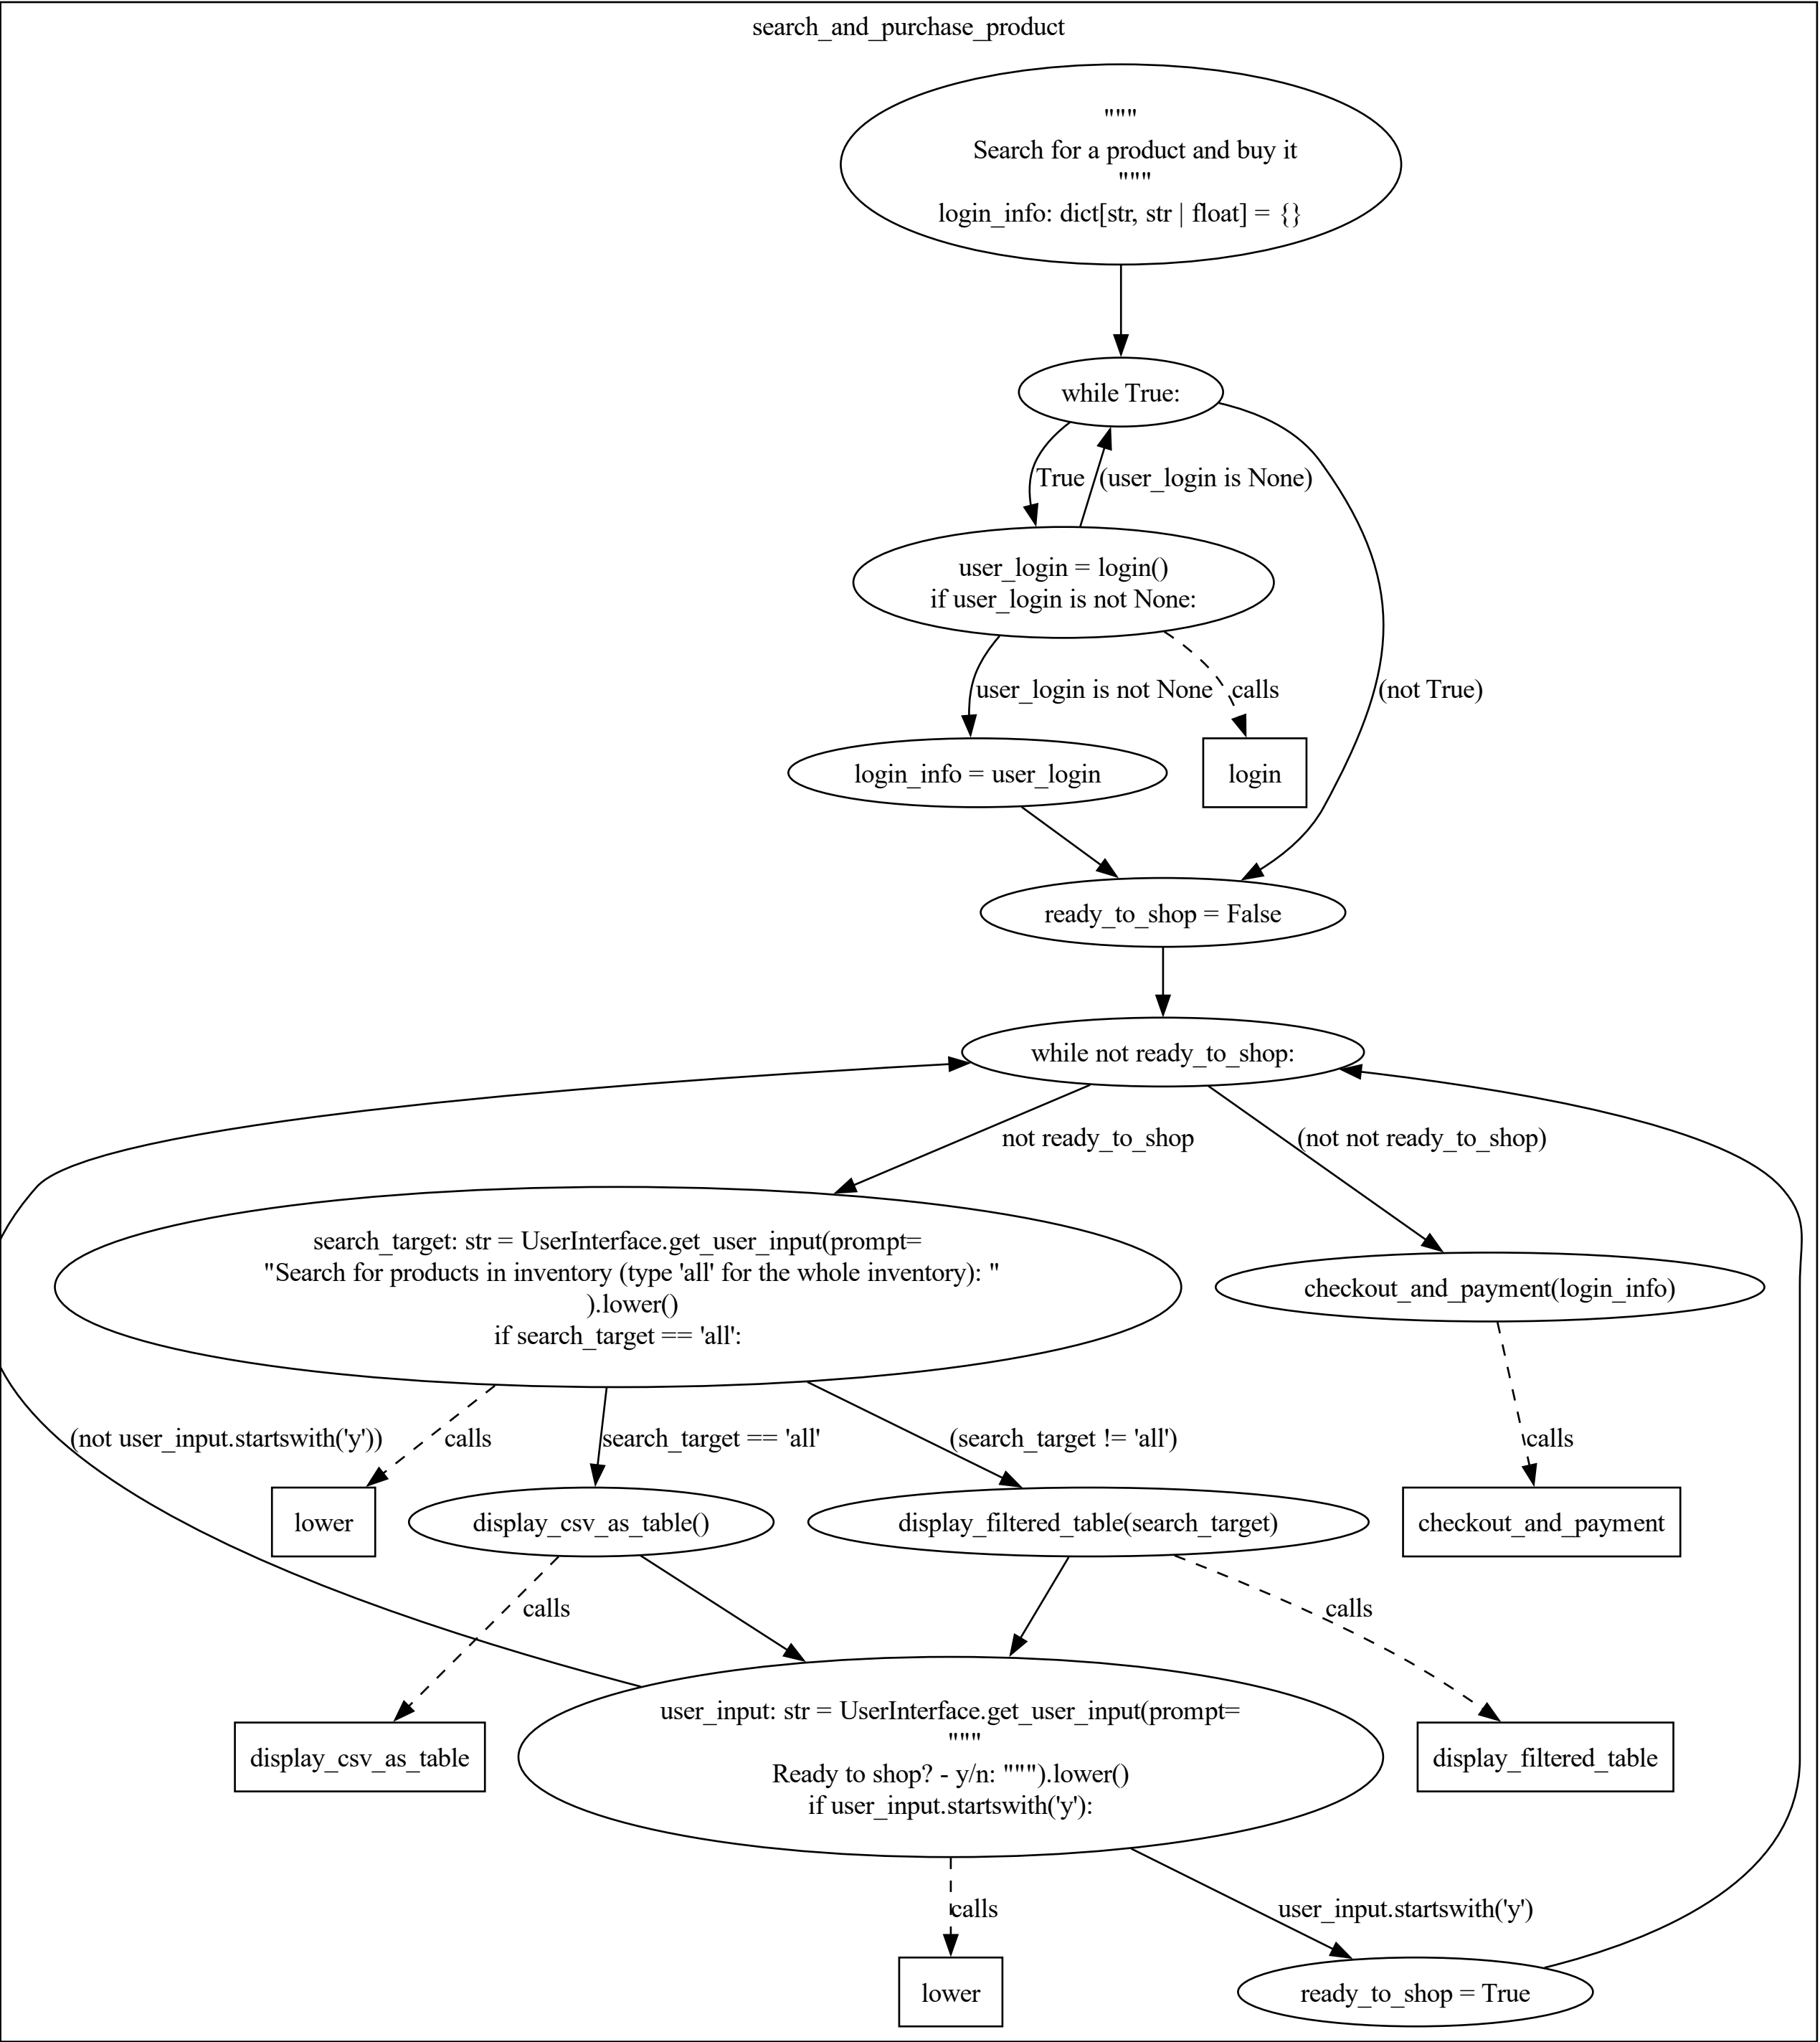 search_and_purchase_product
"""
Search for a product and buy it
"""
login_info: dict[str, str | float] = {}
while True:
True
(user_login is None)
user_login = login()
if user_login is not None:
user_login is not None
calls
(not True)
login_info = user_login
login
ready_to_shop = False
while not ready_to_shop:
not ready_to_shop
(not not ready_to_shop)
search_target: str = UserInterface.get_user_input(prompt=
"Search for products in inventory (type 'all' for the whole inventory): "
).lower()
if search_target == 'all':
checkout_and_payment(login_info)
(not user_input.startswith('y'))
calls
search_target == 'all'
(search_target != 'all')
calls
lower
display_csv_as_table()
display_filtered_table(search_target)
checkout_and_payment
calls
calls
display_csv_as_table
user_input: str = UserInterface.get_user_input(prompt=
"""
Ready to shop? - y/n: """).lower()
if user_input.startswith('y'):
display_filtered_table
calls
user_input.startswith('y')
lower
ready_to_shop = True